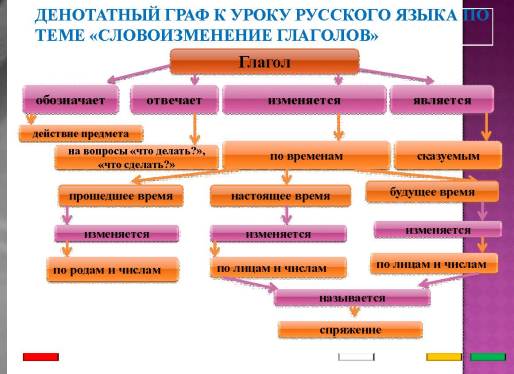 ДЕНОТАТНЫЙ ГРАФ К УРОКУ РУССКОГО ЯЗЫКА ПО
ТЕМЕ «СЛОВОИЗМЕНЕНИЕ ГЛАГОЛОВ»
Глагол
обозначает
отвечает
изменяется
является
действие предмета
на вопросы «что делать?»,
«что сделать?»
по временам
сказуемым
прошедшее время
настоящее время
будущее время
изменяется
изменяется
изменяется
по родам и числам
по лицам и числам
по лицам и числам
называется
спряжение